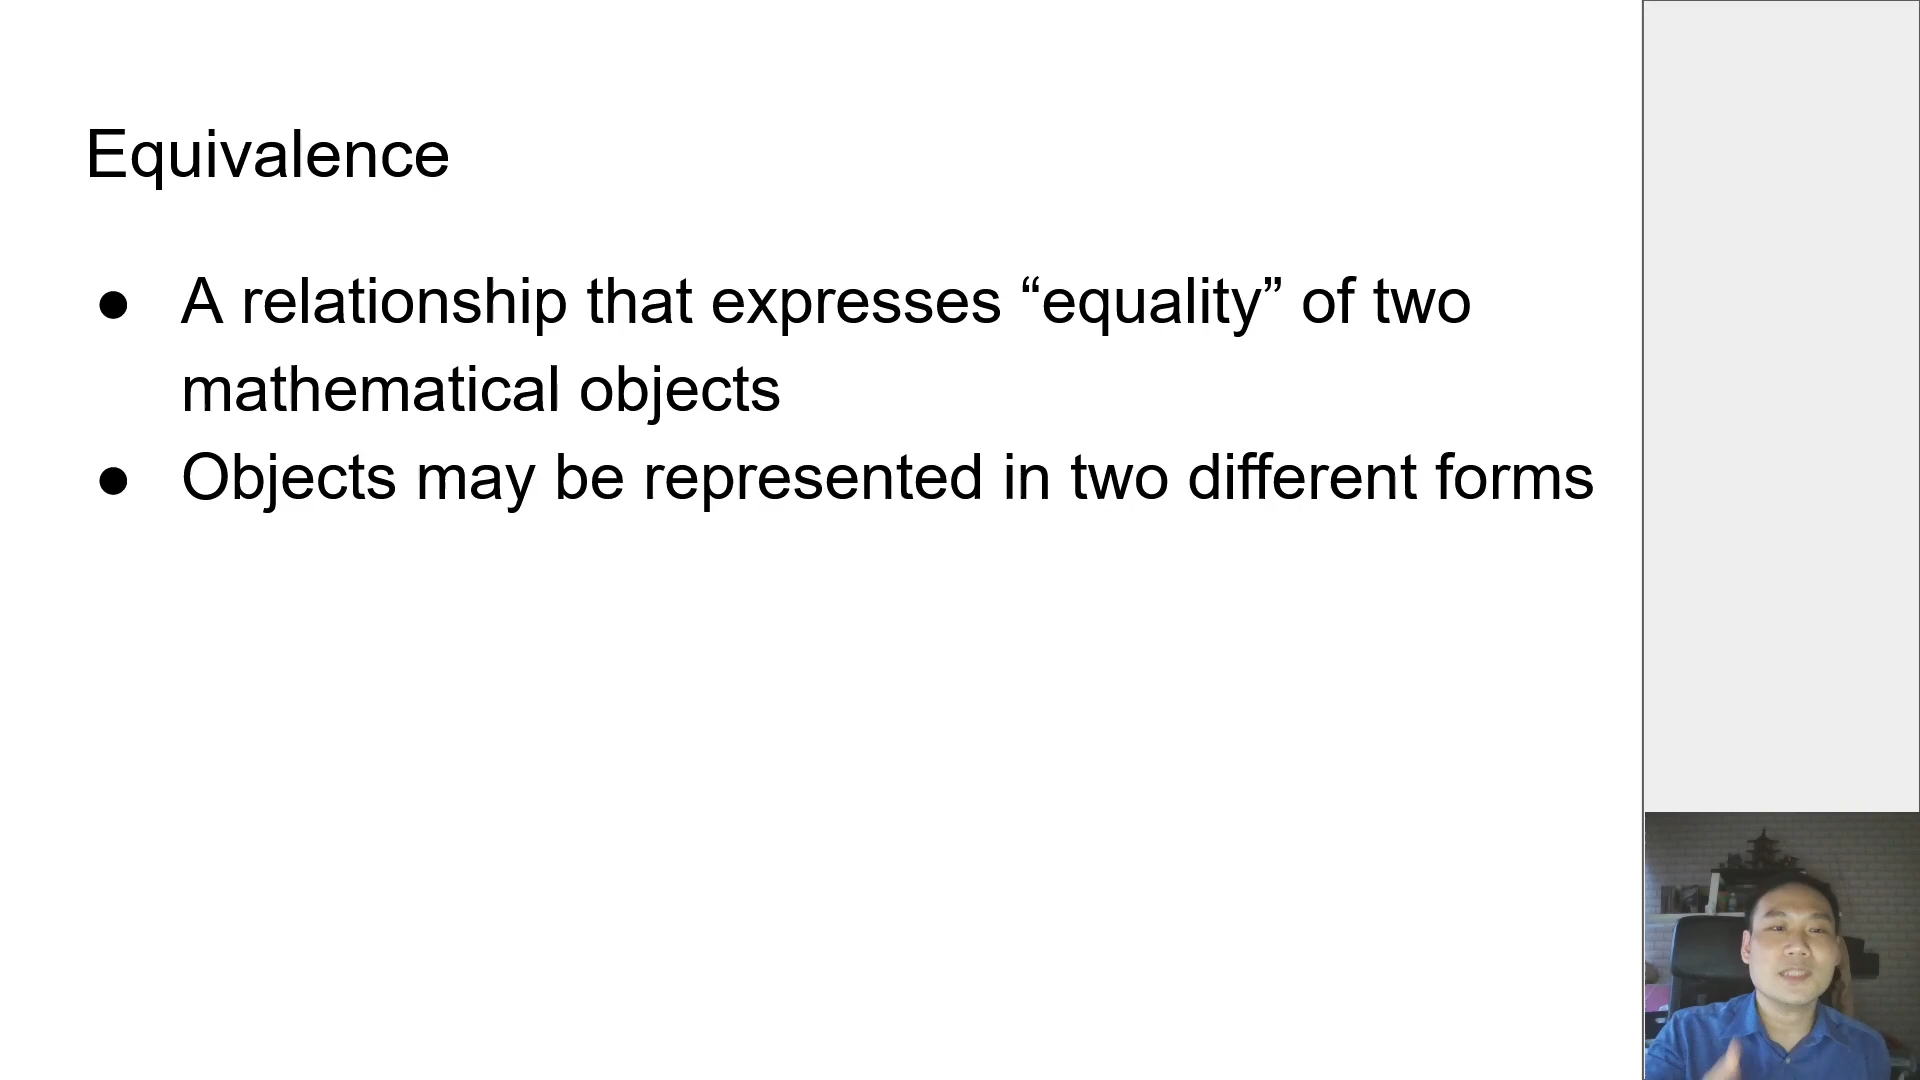 Equivalence
● A relationship that expresses “equality” of two
mathematical objects
● Objects may be represented in two different forms